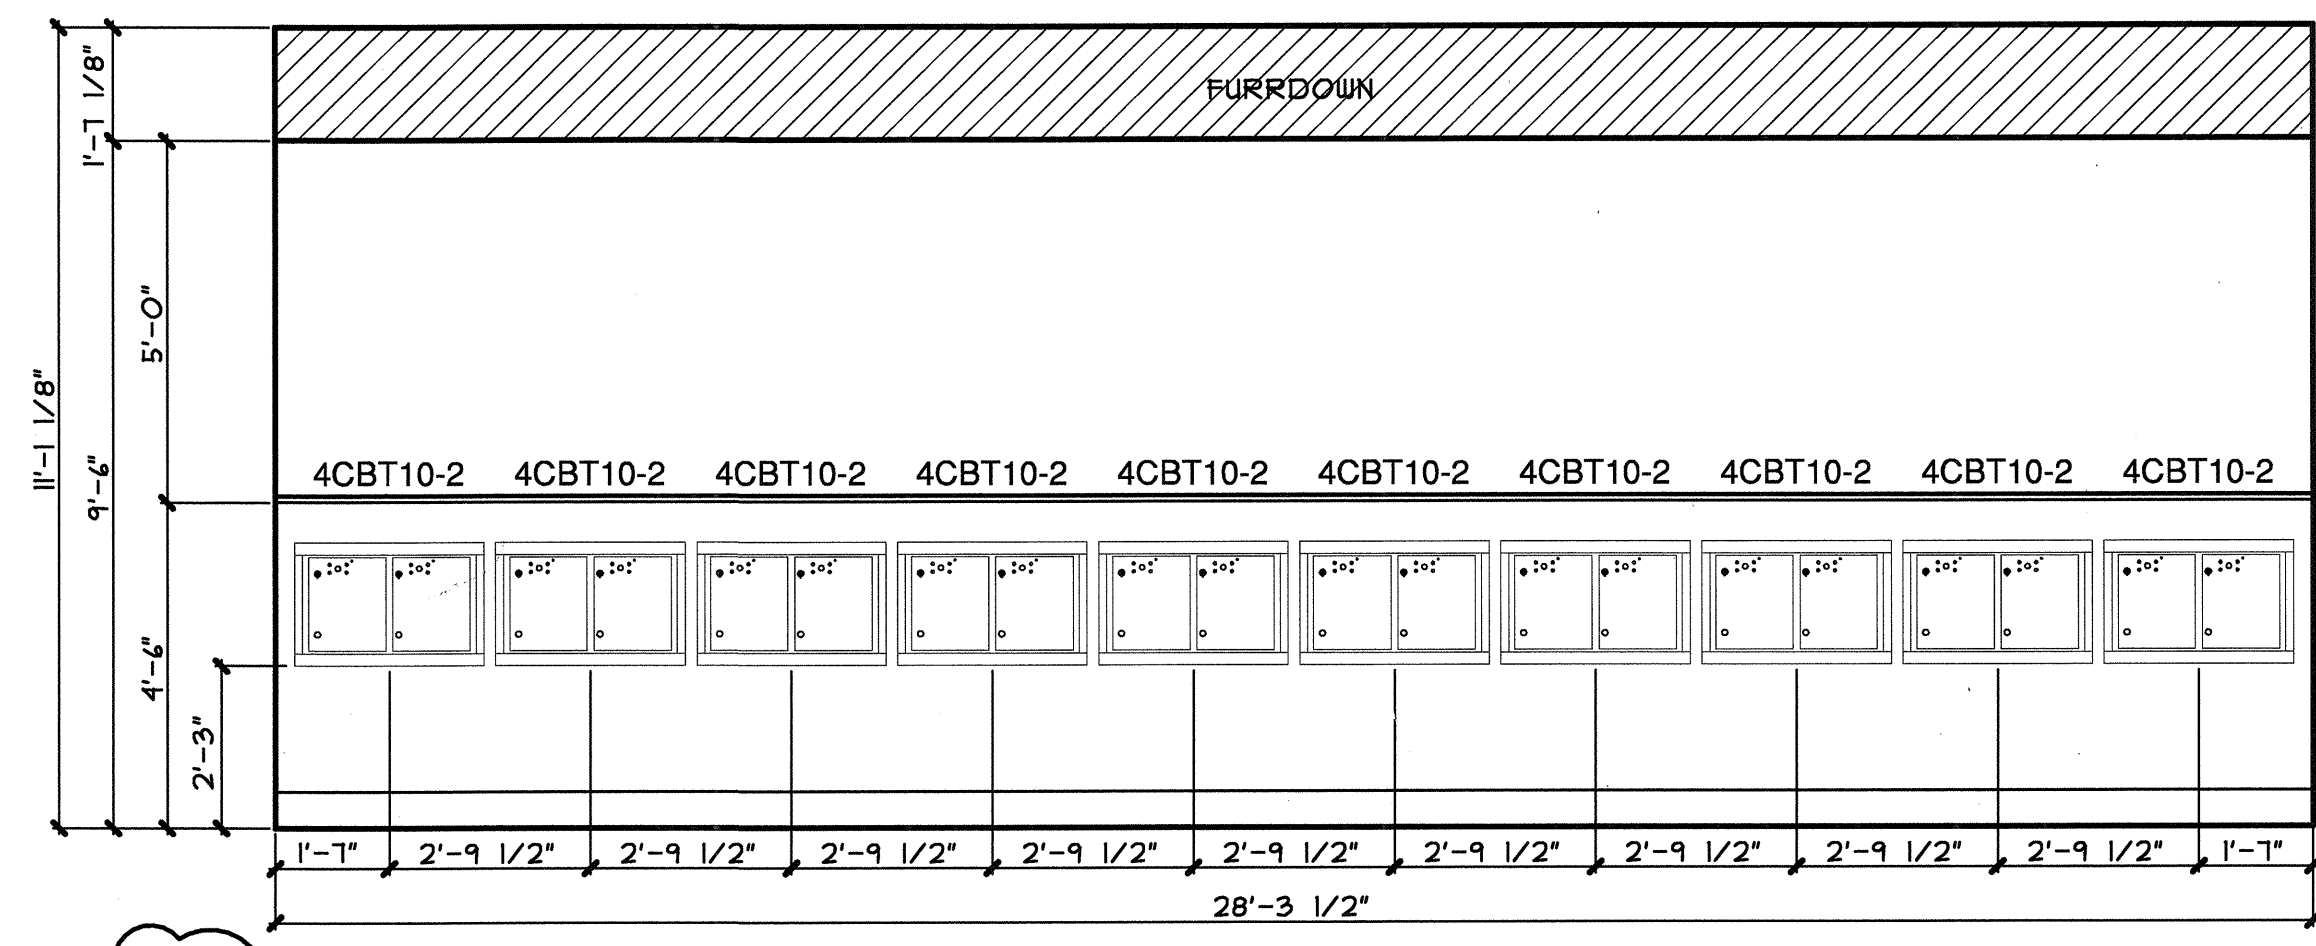 FURRDOWN
1'-7 1/8"
5'-0"
11'-1 1/8"
9'-6"
4CBT10-2 4CBT10-2 4CBT10-2 4CBT10-2 4CBT10-2 4CBT10-2 4CBT10-2 4CBT10-2 4CBT10-2 4CBT10-2
4'-6"
2'-3"
1'-7" 2'-9 1/2" 2'-9 1/2" 2'-9 1/2" 2'-9 1/2" 2'-9 1/2" 2'-9 1/2" 2'-9 1/2" 2'-9 1/2" 2'-9 1/2" 1'-7"
28'-3 1/2"